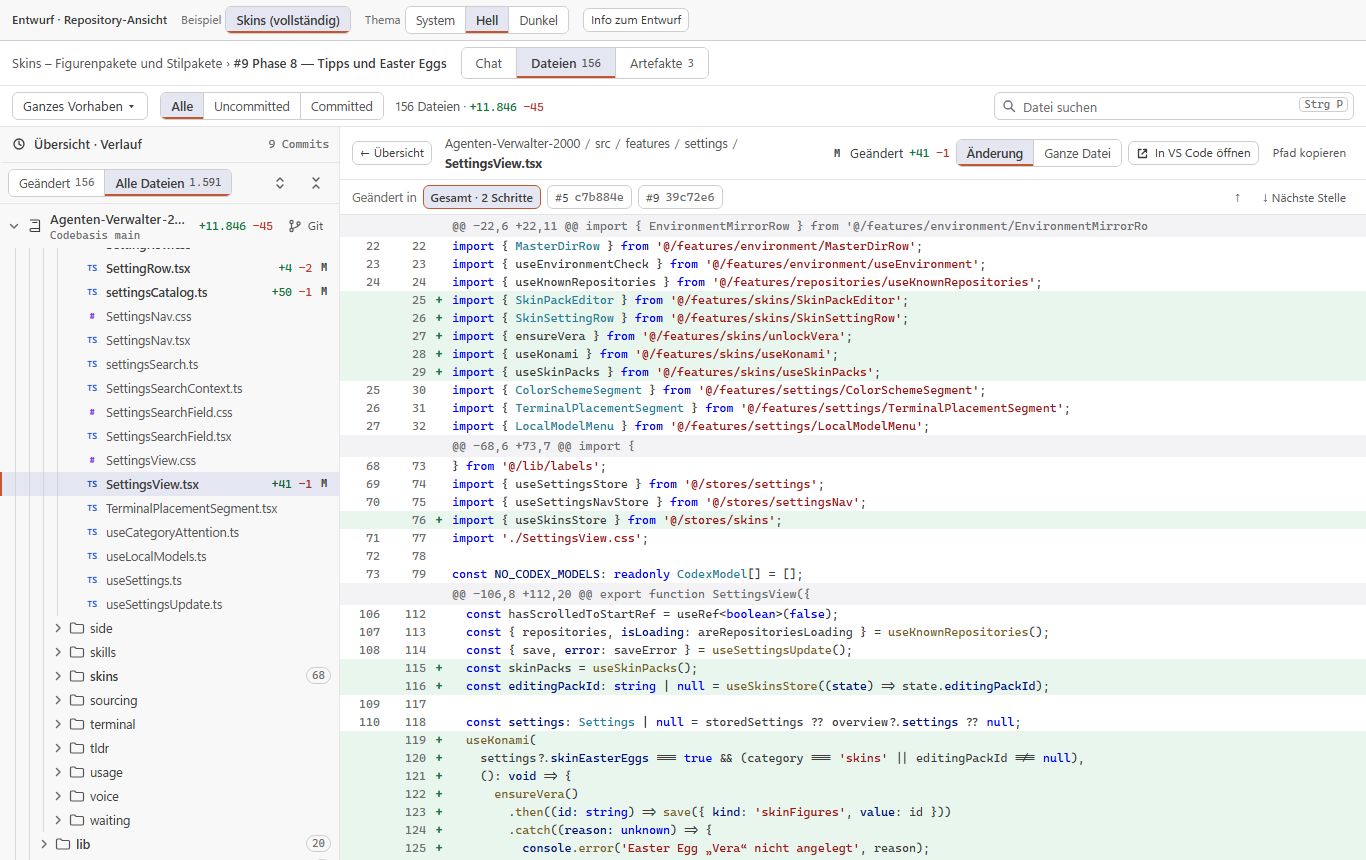 Entwurf · Repository-Ansicht Beispiel Skins (vollständig) Thema System Hell Dunkel Info zum Entwurf
Skins – Figurenpakete und Stilpakete › #9 Phase 8 — Tipps und Easter Eggs Chat Dateien 156 Artefakte 3
Ganzes Vorhaben Alle Uncommitted Committed 156 Dateien · +11.846 −45 Datei suchen Strg P
Übersicht · Verlauf 9 Commits
Geändert 156 Alle Dateien 1.591
Agenten-Verwalter-2... +11.846 −45 Git
Codebasis main
SettingRow.tsx +4 −2 M
settingsCatalog.ts +50 −1 M
SettingsNav.css
SettingsNav.tsx
settingsSearch.ts
SettingsSearchContext.ts
SettingsSearchField.css
SettingsSearchField.tsx
SettingsView.css
SettingsView.tsx +41 −1 M
TerminalPlacementSegment.tsx
useCategoryAttention.ts
useLocalModels.ts
useSettings.ts
useSettingsUpdate.ts
side
skills
skins 68
sourcing
terminal
tldr
usage
voice
waiting
lib 20
← Übersicht Agenten-Verwalter-2000 / src / features / settings /
SettingsView.tsx
M Geändert +41 −1 Änderung Ganze Datei In VS Code öffnen Pfad kopieren
Geändert in Gesamt · 2 Schritte #5 c7b884e #9 39c72e6 ↑ ↓ Nächste Stelle
@@ −22,6 +22,11 @@ import { EnvironmentMirrorRow } from '@/features/environment/EnvironmentMirrorRo
22 22 import { MasterDirRow } from '@/features/environment/MasterDirRow';
23 23 import { useEnvironmentCheck } from '@/features/environment/useEnvironment';
24 24 import { useKnownRepositories } from '@/features/repositories/useKnownRepositories';
25 + import { SkinPackEditor } from '@/features/skins/SkinPackEditor';
26 + import { SkinSettingRow } from '@/features/skins/SkinSettingRow';
27 + import { ensureVera } from '@/features/skins/unlockVera';
28 + import { useKonami } from '@/features/skins/useKonami';
29 + import { useSkinPacks } from '@/features/skins/useSkinPacks';
25 30 import { ColorSchemeSegment } from '@/features/settings/ColorSchemeSegment';
26 31 import { TerminalPlacementSegment } from '@/features/settings/TerminalPlacementSegment';
27 32 import { LocalModelMenu } from '@/features/settings/LocalModelMenu';
@@ −68,6 +73,7 @@ import {
68 73 } from '@/lib/labels';
69 74 import { useSettingsStore } from '@/stores/settings';
70 75 import { useSettingsNavStore } from '@/stores/settingsNav';
76 + import { useSkinsStore } from '@/stores/skins';
71 77 import './SettingsView.css';
72 78
73 79 const NO_CODEX_MODELS: readonly CodexModel[] = [];
@@ −106,8 +112,20 @@ export function SettingsView({
106 112 const hasScrolledToStartRef = useRef<boolean>(false);
107 113 const { repositories, isLoading: areRepositoriesLoading } = useKnownRepositories();
108 114 const { save, error: saveError } = useSettingsUpdate();
115 + const skinPacks = useSkinPacks();
116 + const editingPackId: string | null = useSkinsStore((state) => state.editingPackId);
109 117
110 118 const settings: Settings | null = storedSettings ?? overview?.settings ?? null;
119 + useKonami(
120 + settings?.skinEasterEggs === true && (category === 'skins' || editingPackId !== null),
121 + (): void => {
122 + ensureVera()
123 + .then((id: string) => save({ kind: 'skinFigures', value: id }))
124 + .catch((reason: unknown) => {
125 + console.error('Easter Egg „Vera“ nicht angelegt', reason);